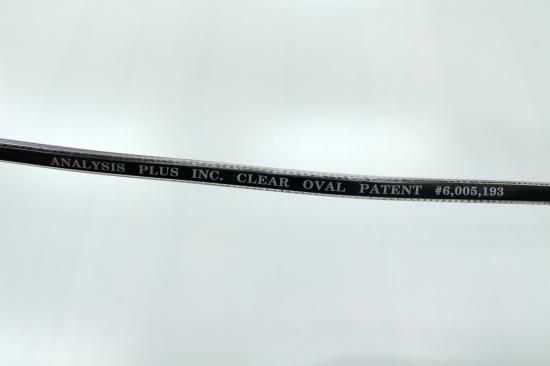 ANALYSIS PLUS INC. CLEAR OVAL PATENT #6,005,193